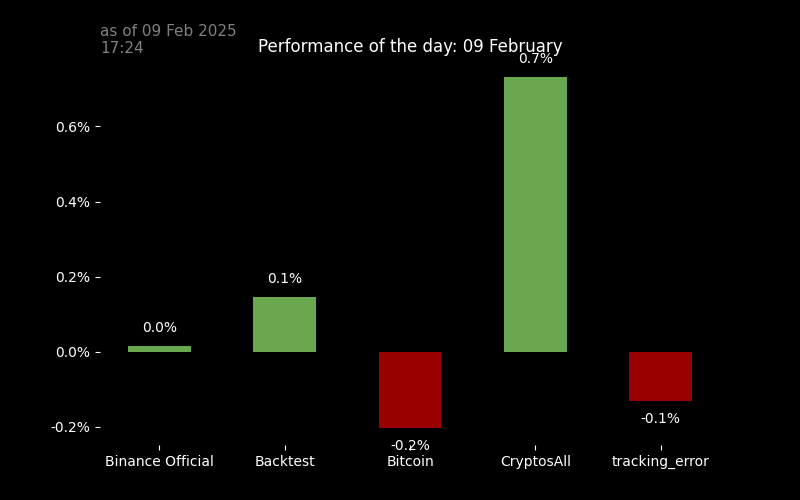 as of 09 Feb 2025
17:24
Performance of the day: 09 February
0.7%
0.6%
0.4%
0.2%
0.1%
0.0%
0.0%
-0.1%
-0.2%
-0.2%
Binance Official
Backtest
Bitcoin
CryptosAll
tracking_error